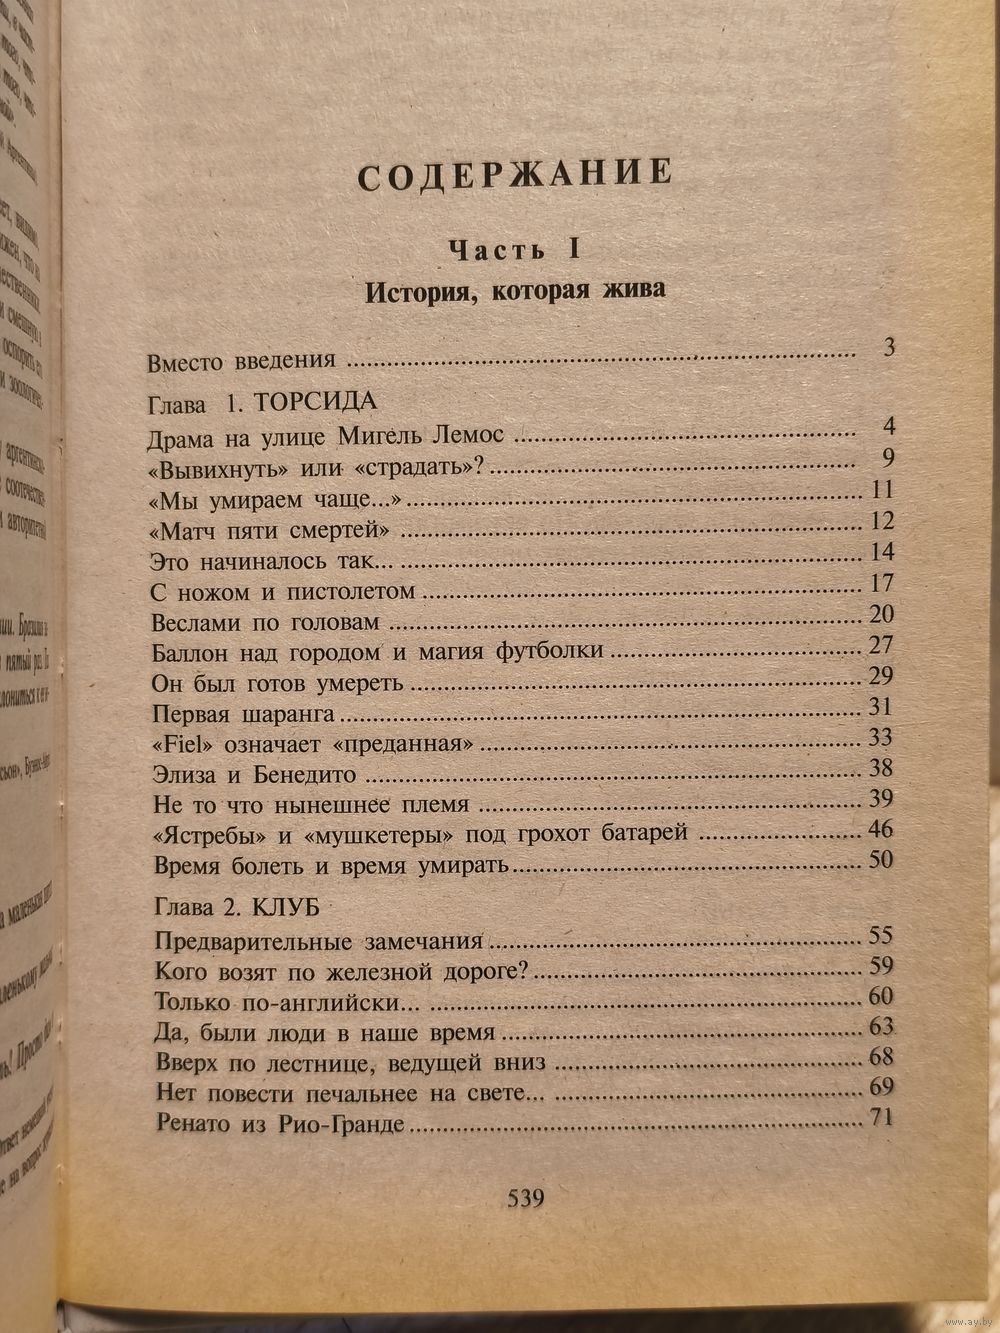 СОДЕРЖАНИЕ
Часть I
История, которая жива
Вместо введения ........ 3
Глава 1. ТОРСИДА
Драма на улице Мигель Лемос ........ 4
«Вывихнуть» или «страдать»? ........ 9
«Мы умираем чаще...» ........ 11
«Матч пяти смертей» ........ 12
Это начиналось так... ........ 14
С ножом и пистолетом ........ 17
Веслами по головам ........ 20
Баллон над городом и магия футболки ........ 27
Он был готов умереть ........ 29
Первая шаранга ........ 31
«Fiel» означает «преданная» ........ 33
Элиза и Бенедито ........ 38
Не то что нынешнее племя ........ 39
«Ястребы» и «мушкетеры» под грохот батарей ........ 46
Время болеть и время умирать ........ 50
Глава 2. КЛУБ
Предварительные замечания ........ 55
Кого возят по железной дороге? ........ 59
Только по-английски... ........ 60
Да, были люди в наше время ........ 63
Вверх по лестнице, ведущей вниз ........ 68
Нет повести печальнее на свете... ........ 69
Ренато из Рио-Гранде ........ 71
539
www.ay.by